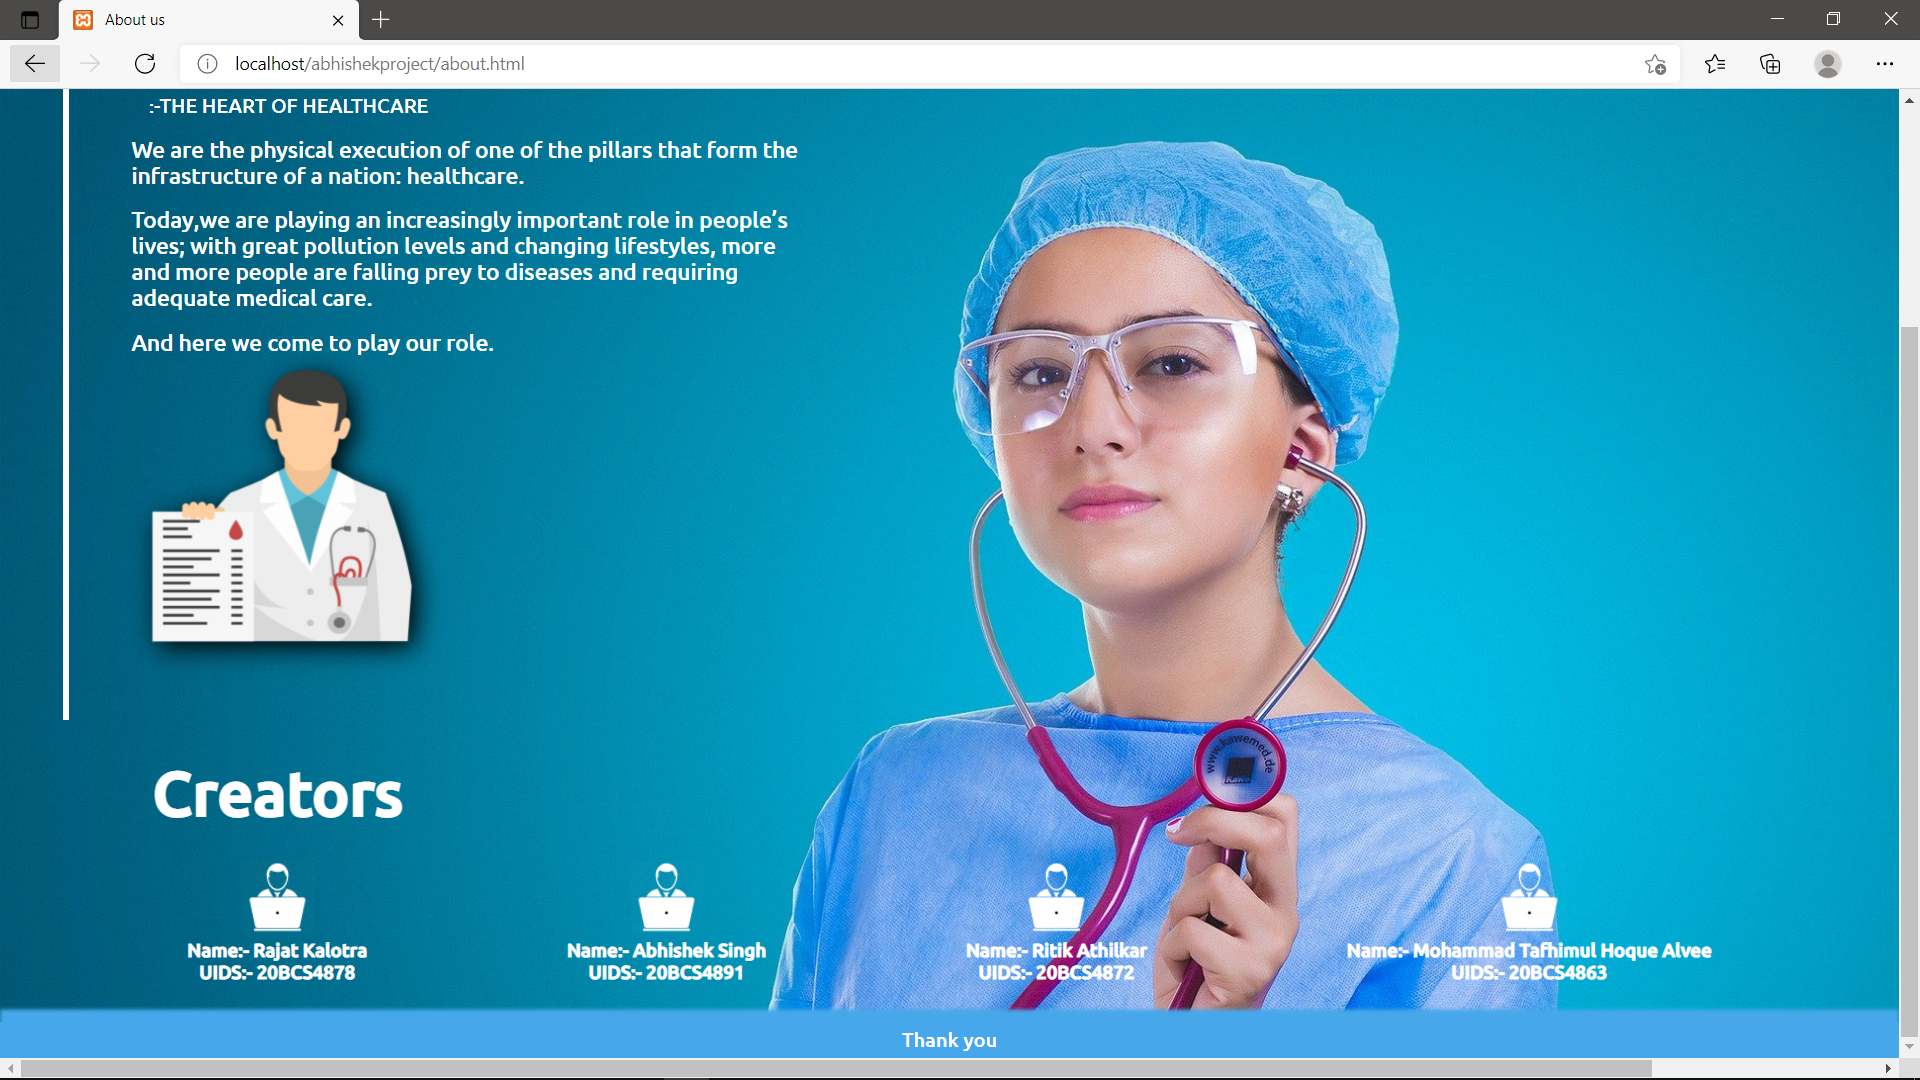 About us
localhost/abhishekproject/about.html
:-THE HEART OF HEALTHCARE
We are the physical execution of one of the pillars that form the
infrastructure of a nation: healthcare.
Today,we are playing an increasingly important role in people’s
lives; with great pollution levels and changing lifestyles, more
and more people are falling prey to diseases and requiring
adequate medical care.
And here we come to play our role.
www.kawemed.de
KaWe
Creators
Name:- Rajat Kalotra
UIDS:- 20BCS4878
Name:- Abhishek Singh
UIDS:- 20BCS4891
Name:- Ritik Athilkar
UIDS:- 20BCS4872
Name:- Mohammad Tafhimul Hoque Alvee
UIDS:- 20BCS4863
Thank you